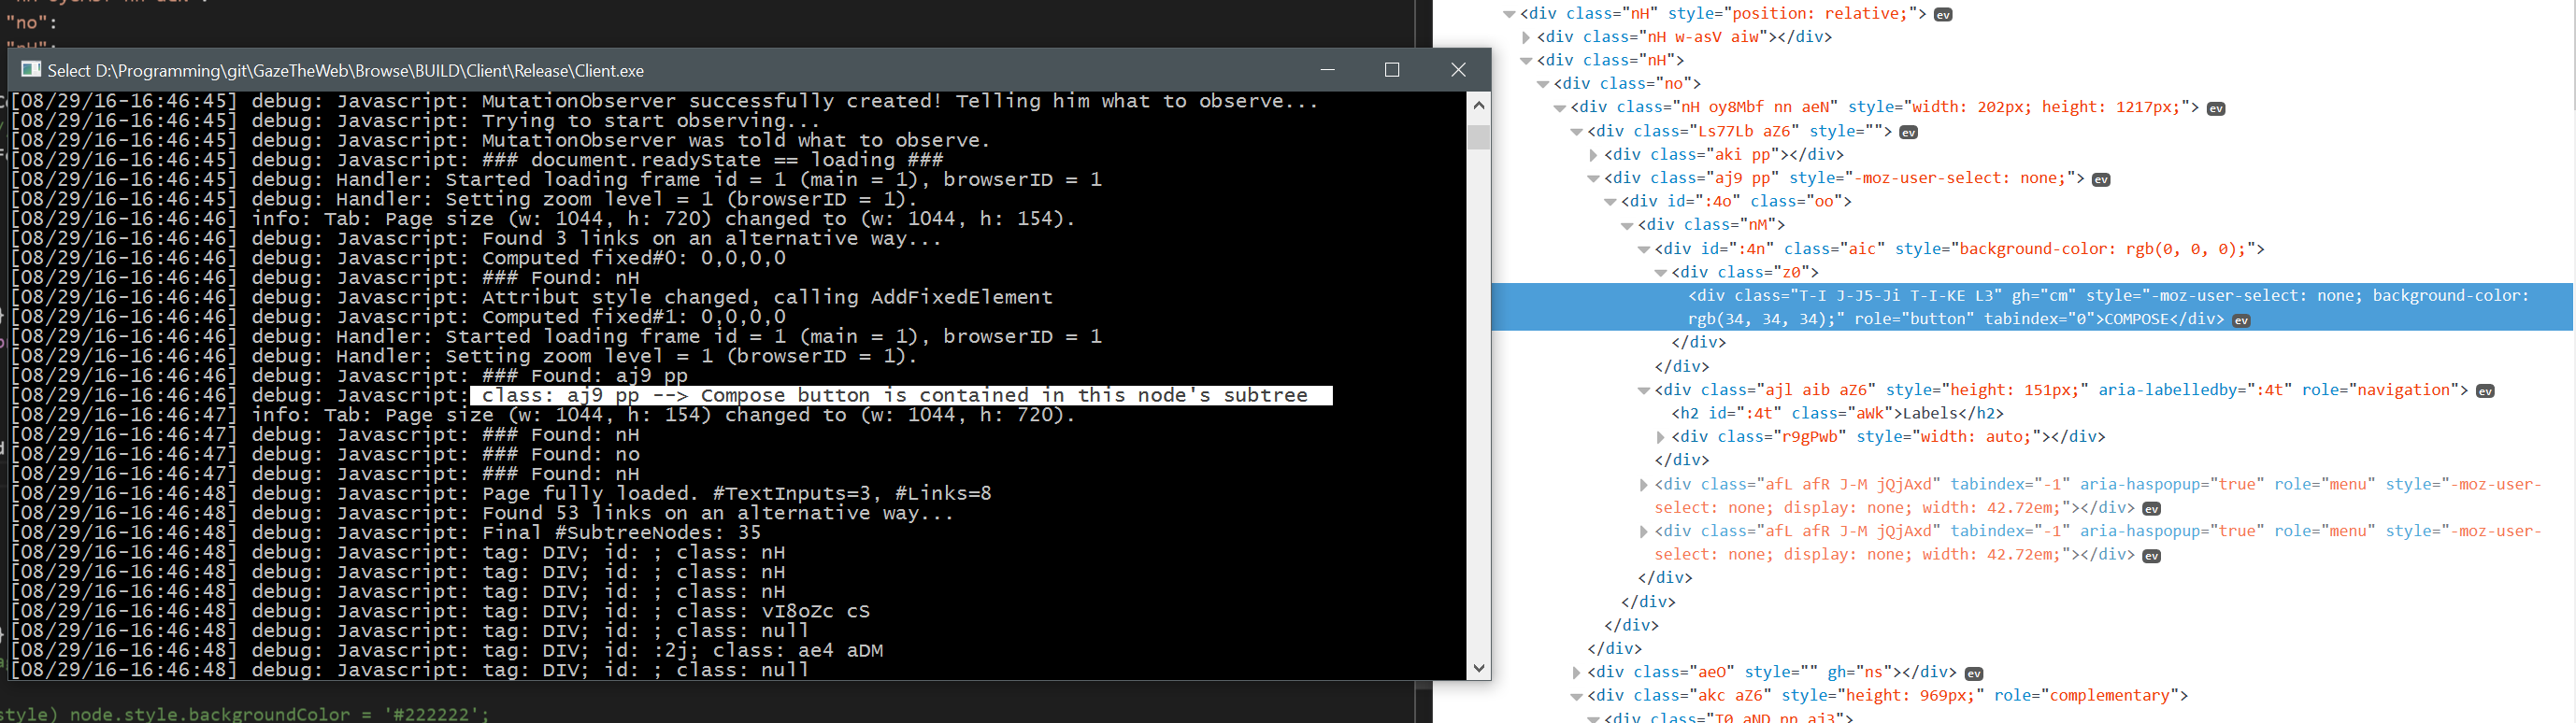 "no":
Select D:\Programming\git\GazeTheWeb\Browse\BUILD\Client\Release\Client.exe
[08/29/16-16:46:45] debug: Javascript: MutationObserver successfully created! Telling him what to observe...
[08/29/16-16:46:45] debug: Javascript: Trying to start observing...
[08/29/16-16:46:45] debug: Javascript: MutationObserver was told what to observe.
[08/29/16-16:46:45] debug: Javascript: ### document.readyState == loading ###
[08/29/16-16:46:45] debug: Handler: Started loading frame id = 1 (main = 1), browserID = 1
[08/29/16-16:46:45] debug: Handler: Setting zoom level = 1 (browserID = 1).
[08/29/16-16:46:46] info: Tab: Page size (w: 1044, h: 720) changed to (w: 1044, h: 154).
[08/29/16-16:46:46] debug: Javascript: Found 3 links on an alternative way...
[08/29/16-16:46:46] debug: Javascript: Computed fixed#0: 0,0,0,0
[08/29/16-16:46:46] debug: Javascript: ### Found: nH
[08/29/16-16:46:46] debug: Javascript: Attribut style changed, calling AddFixedElement
[08/29/16-16:46:46] debug: Javascript: Computed fixed#1: 0,0,0,0
[08/29/16-16:46:46] debug: Handler: Started loading frame id = 1 (main = 1), browserID = 1
[08/29/16-16:46:46] debug: Handler: Setting zoom level = 1 (browserID = 1).
[08/29/16-16:46:46] debug: Javascript: ### Found: aj9 pp
[08/29/16-16:46:46] debug: Javascript: class: aj9 pp --> Compose button is contained in this node's subtree
[08/29/16-16:46:47] info: Tab: Page size (w: 1044, h: 154) changed to (w: 1044, h: 720).
[08/29/16-16:46:47] debug: Javascript: ### Found: nH
[08/29/16-16:46:47] debug: Javascript: ### Found: no
[08/29/16-16:46:47] debug: Javascript: ### Found: nH
[08/29/16-16:46:48] debug: Javascript: Page fully loaded. #TextInputs=3, #Links=8
[08/29/16-16:46:48] debug: Javascript: Found 53 links on an alternative way...
[08/29/16-16:46:48] debug: Javascript: Final #SubtreeNodes: 35
[08/29/16-16:46:48] debug: Javascript: tag: DIV; id: ; class: nH
[08/29/16-16:46:48] debug: Javascript: tag: DIV; id: ; class: nH
[08/29/16-16:46:48] debug: Javascript: tag: DIV; id: ; class: nH
[08/29/16-16:46:48] debug: Javascript: tag: DIV; id: ; class: vI8oZc cS
[08/29/16-16:46:48] debug: Javascript: tag: DIV; id: ; class: null
[08/29/16-16:46:48] debug: Javascript: tag: DIV; id: :2j; class: ae4 aDM
[08/29/16-16:46:48] debug: Javascript: tag: DIV; id: ; class: null
style) node.style.backgroundColor = '#222222';
<div class="nH" style="position: relative;"> ev
<div class="nH w-asV aiw"></div>
<div class="nH">
<div class="no">
<div class="nH oy8Mbf nn aeN" style="width: 202px; height: 1217px;"> ev
<div class="Ls77Lb aZ6" style=""> ev
<div class="aki pp"></div>
<div class="aj9 pp" style="-moz-user-select: none;"> ev
<div id=":4o" class="oo">
<div class="nM">
<div id=":4n" class="aic" style="background-color: rgb(0, 0, 0);">
<div class="z0">
<div class="T-I J-J5-Ji T-I-KE L3" gh="cm" style="-moz-user-select: none; background-color:
rgb(34, 34, 34);" role="button" tabindex="0">COMPOSE</div> ev
</div>
</div>
<div class="ajl aib aZ6" style="height: 151px;" aria-labelledby=":4t" role="navigation"> ev
<h2 id=":4t" class="aWk">Labels</h2>
<div class="r9gPwb" style="width: auto;"></div>
</div>
<div class="afL afR J-M jQjAxd" tabindex="-1" aria-haspopup="true" role="menu" style="-moz-user-
select: none; display: none; width: 42.72em;"></div> ev
<div class="afL afR J-M jQjAxd" tabindex="-1" aria-haspopup="true" role="menu" style="-moz-user-
select: none; display: none; width: 42.72em;"></div> ev
</div>
</div>
</div>
</div>
<div class="aeO" style="" gh="ns"></div> ev
<div class="akc aZ6" style="height: 969px;" role="complementary">
<div class="T0 aND nn aj3">